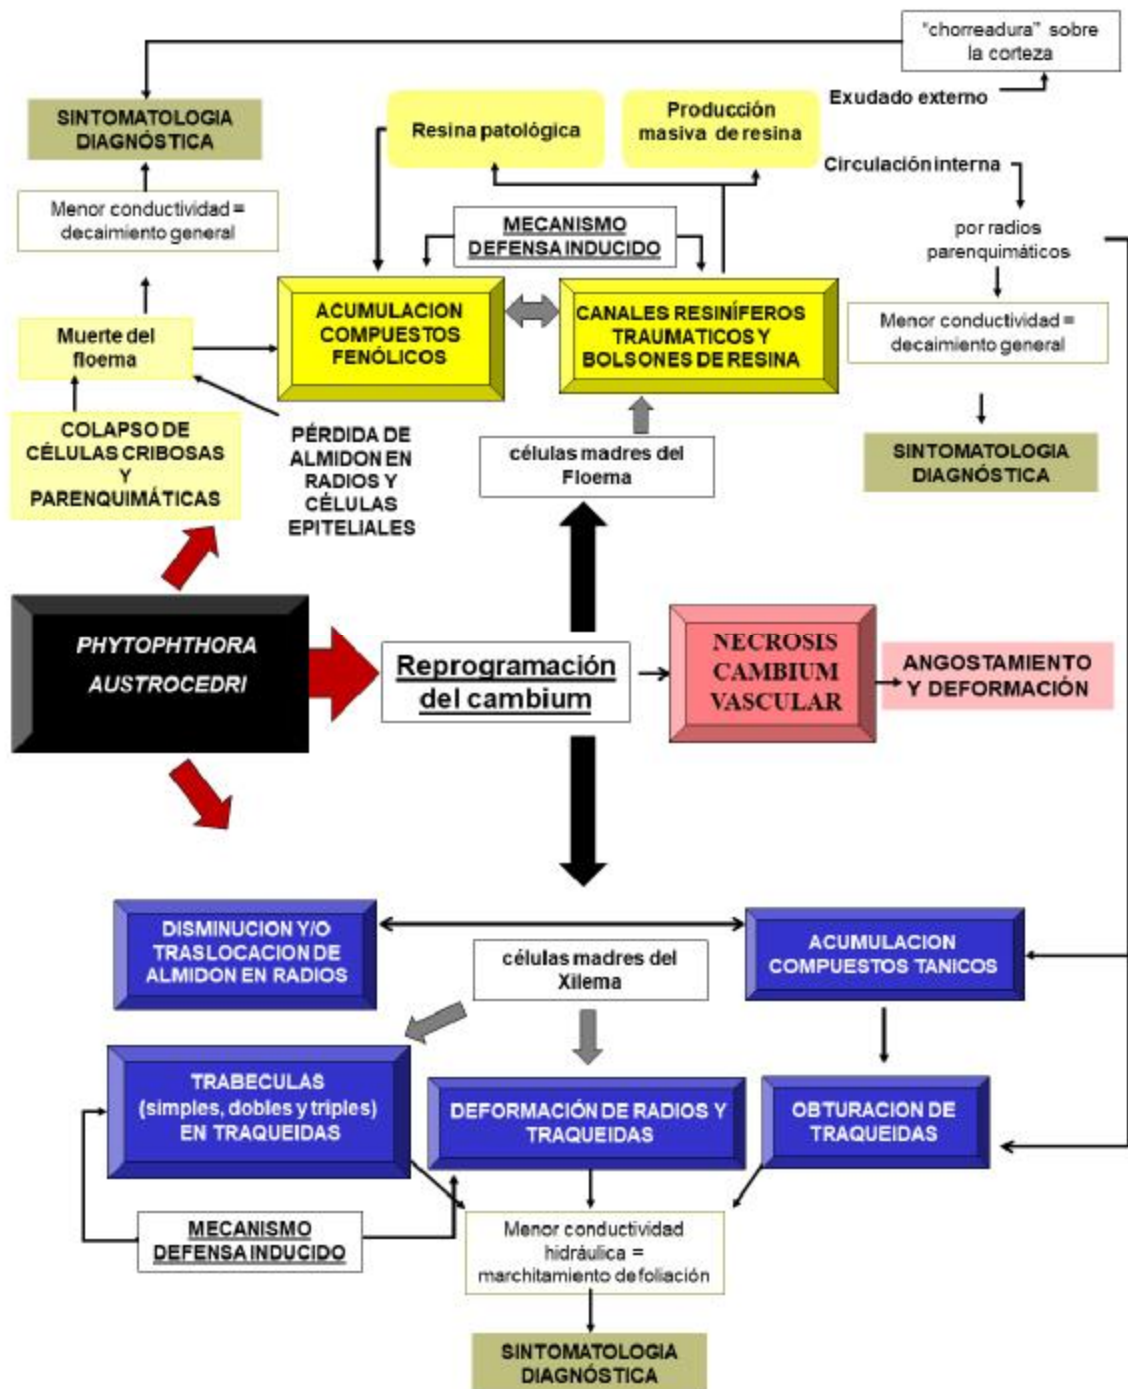 "chorreadura" sobre
la corteza
Exudado externo
SINTOMATOLOGIA
DIAGNÓSTICA
Resina patológica
Producción
masiva de resina
Circulación interna
Menor conductividad =
decaimiento general
MECANISMO
DEFENSA INDUCIDO
por radios
parenquimáticos
ACUMULACION
COMPUESTOS
FENÓLICOS
CANALES RESINÍFEROS
TRAUMATICOS Y
BOLSONES DE RESINA
Menor conductividad =
decaimiento general
Muerte del
floema
COLAPSO DE
CÉLULAS CRIBOSAS
Y
PARENQUIMÁTICAS
PÉRDIDA DE
ALMIDON EN
RADIOS Y
CÉLULAS
EPITELIALES
células madres del
Floema
SINTOMATOLOGIA
DIAGNÓSTICA
PHYTOPHTHORA
AUSTROCEDRI
Reprogramación
del cambium
NECROSIS
CAMBIUM
VASCULAR
ANGOSTAMIENTO
Y DEFORMACIÓN
DISMINUCION Y/O
TRASLOCACION DE
ALMIDON EN RADIOS
células madres del
Xilema
ACUMULACION
COMPUESTOS TANICOS
TRABECULAS
(simples, dobles y triples)
EN TRAQUEIDAS
DEFORMACIÓN DE RADIOS Y
TRAQUEIDAS
OBTURACION DE
TRAQUEIDAS
MECANISMO
DEFENSA INDUCIDO
Menor conductividad
hidráulica =
marchitamiento defoliación
SINTOMATOLOGIA
DIAGNÓSTICA